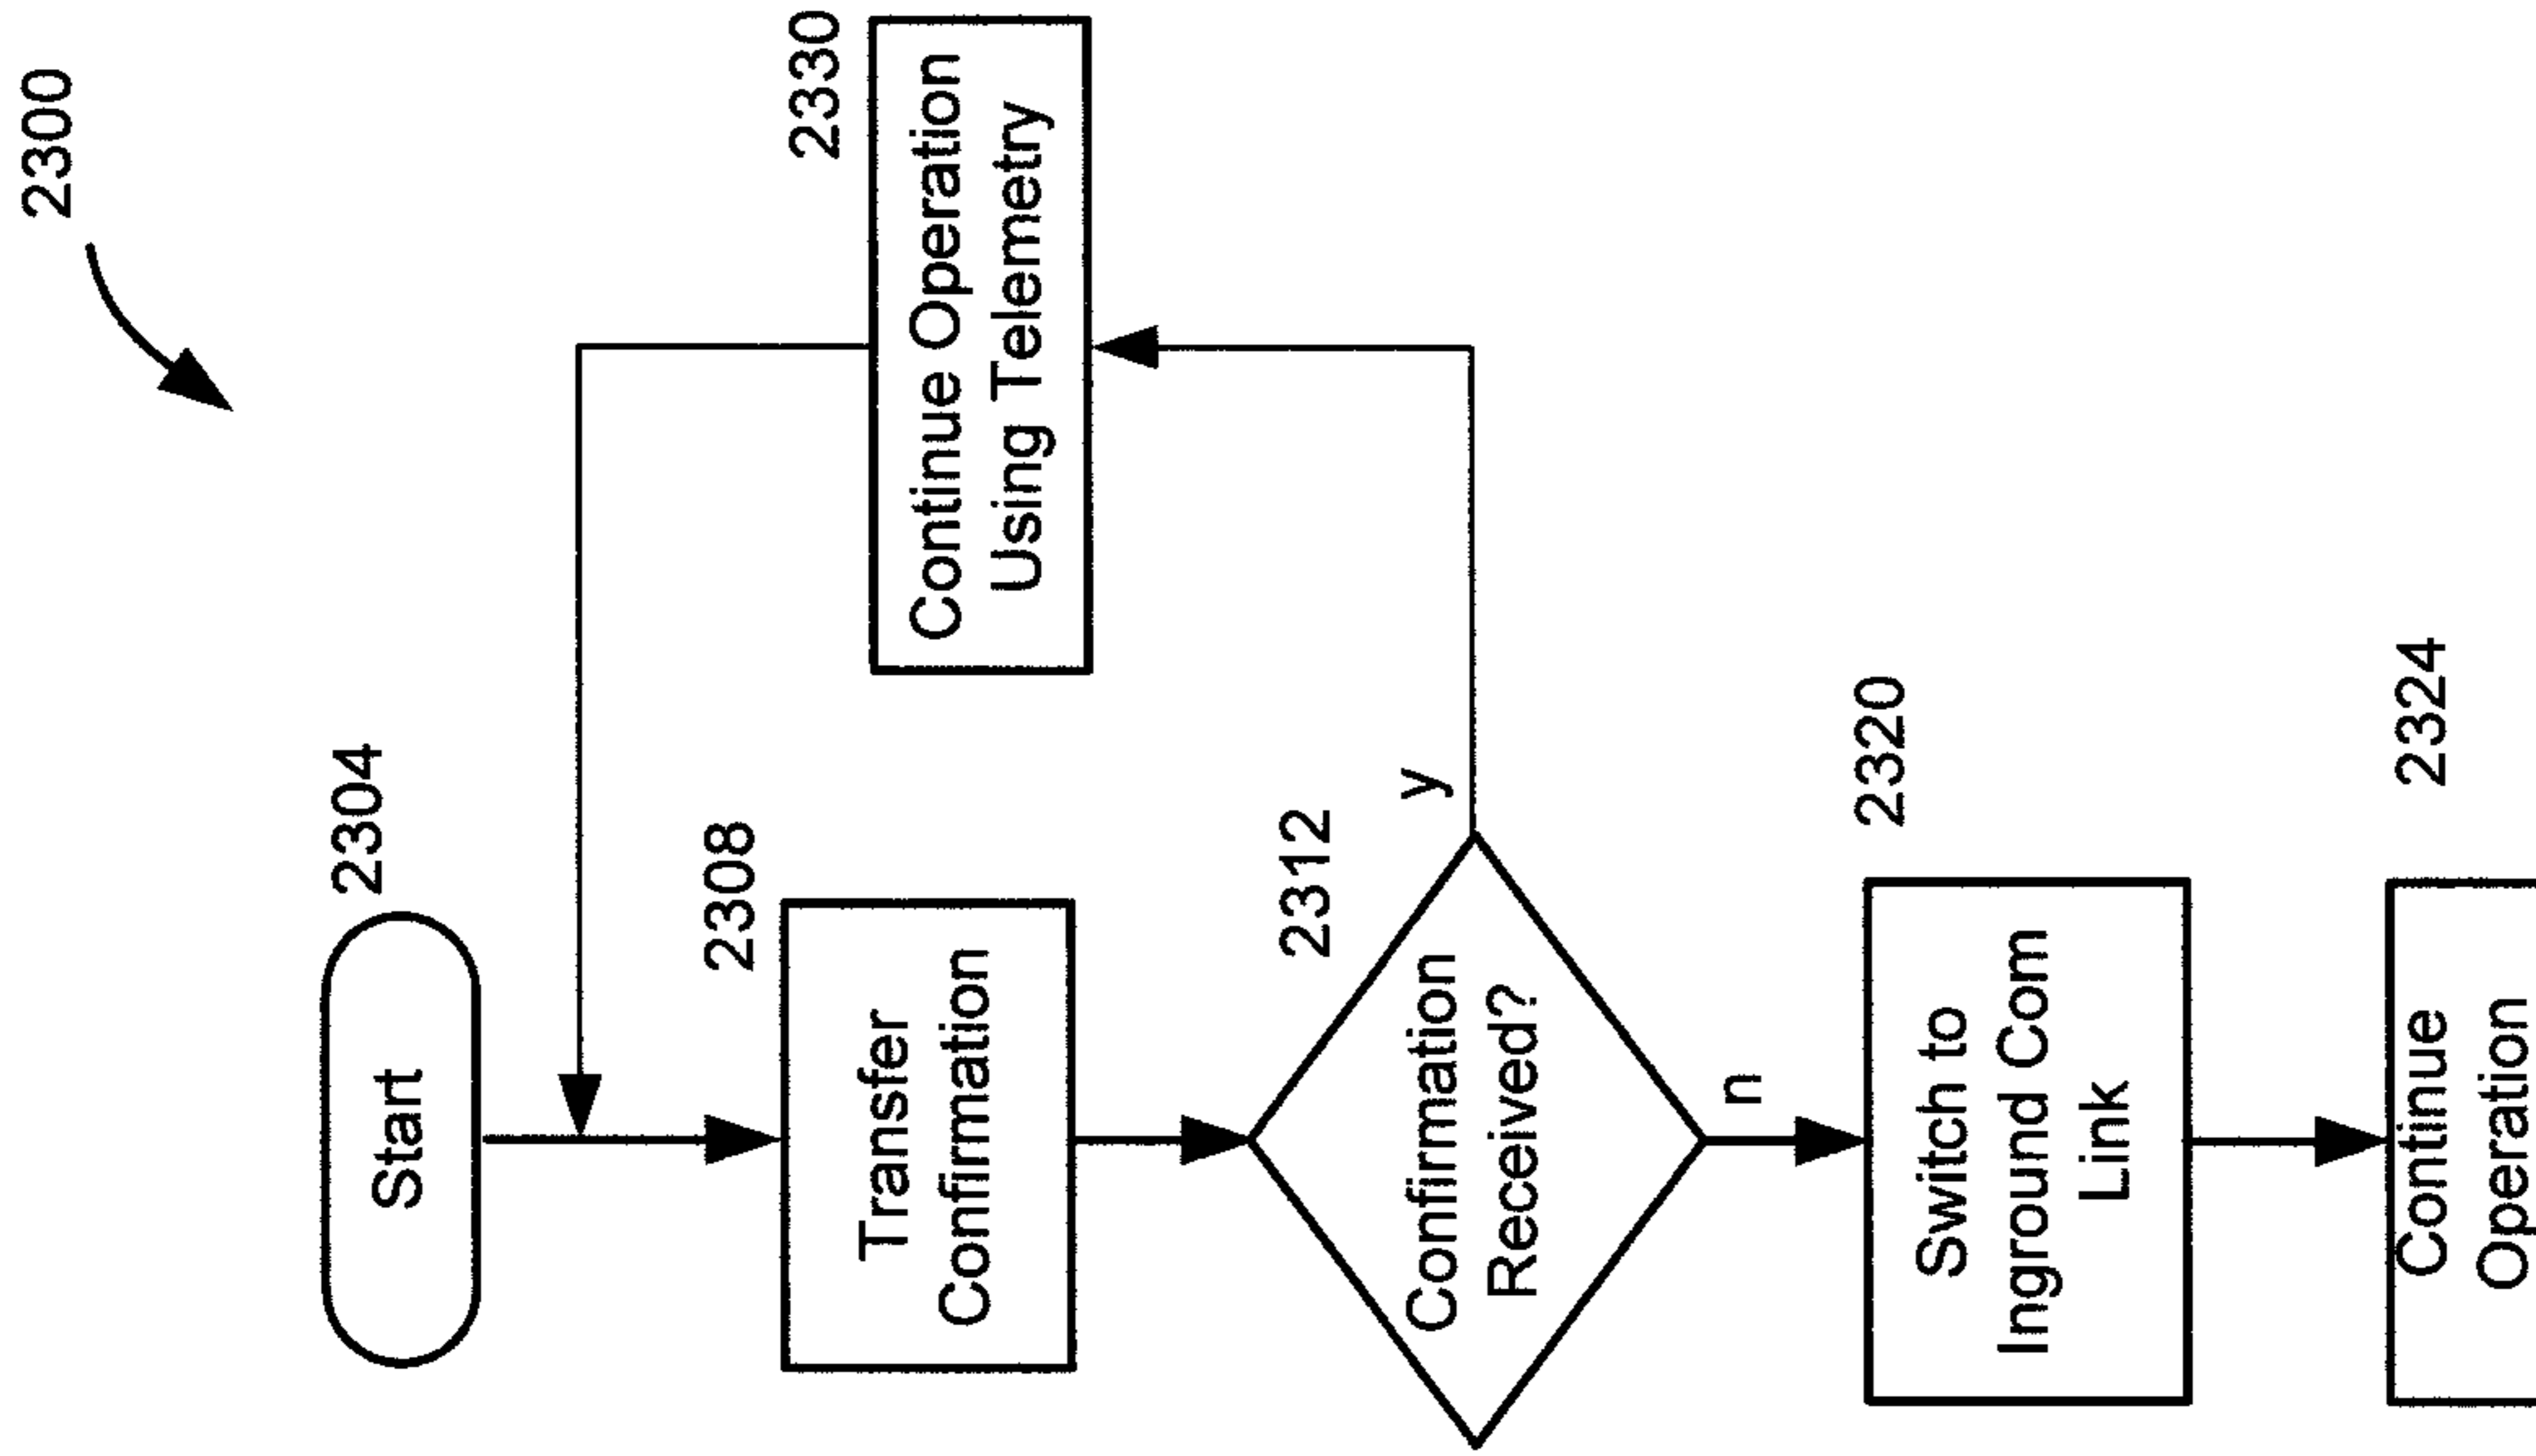 2300
2304
Start
2308
Transfer
Confirmation
2312
Confirmation
Received?
y
n
2330
Continue Operation
Using Telemetry
2320
Switch to
Inground Com
Link
2324
Continue
Operation